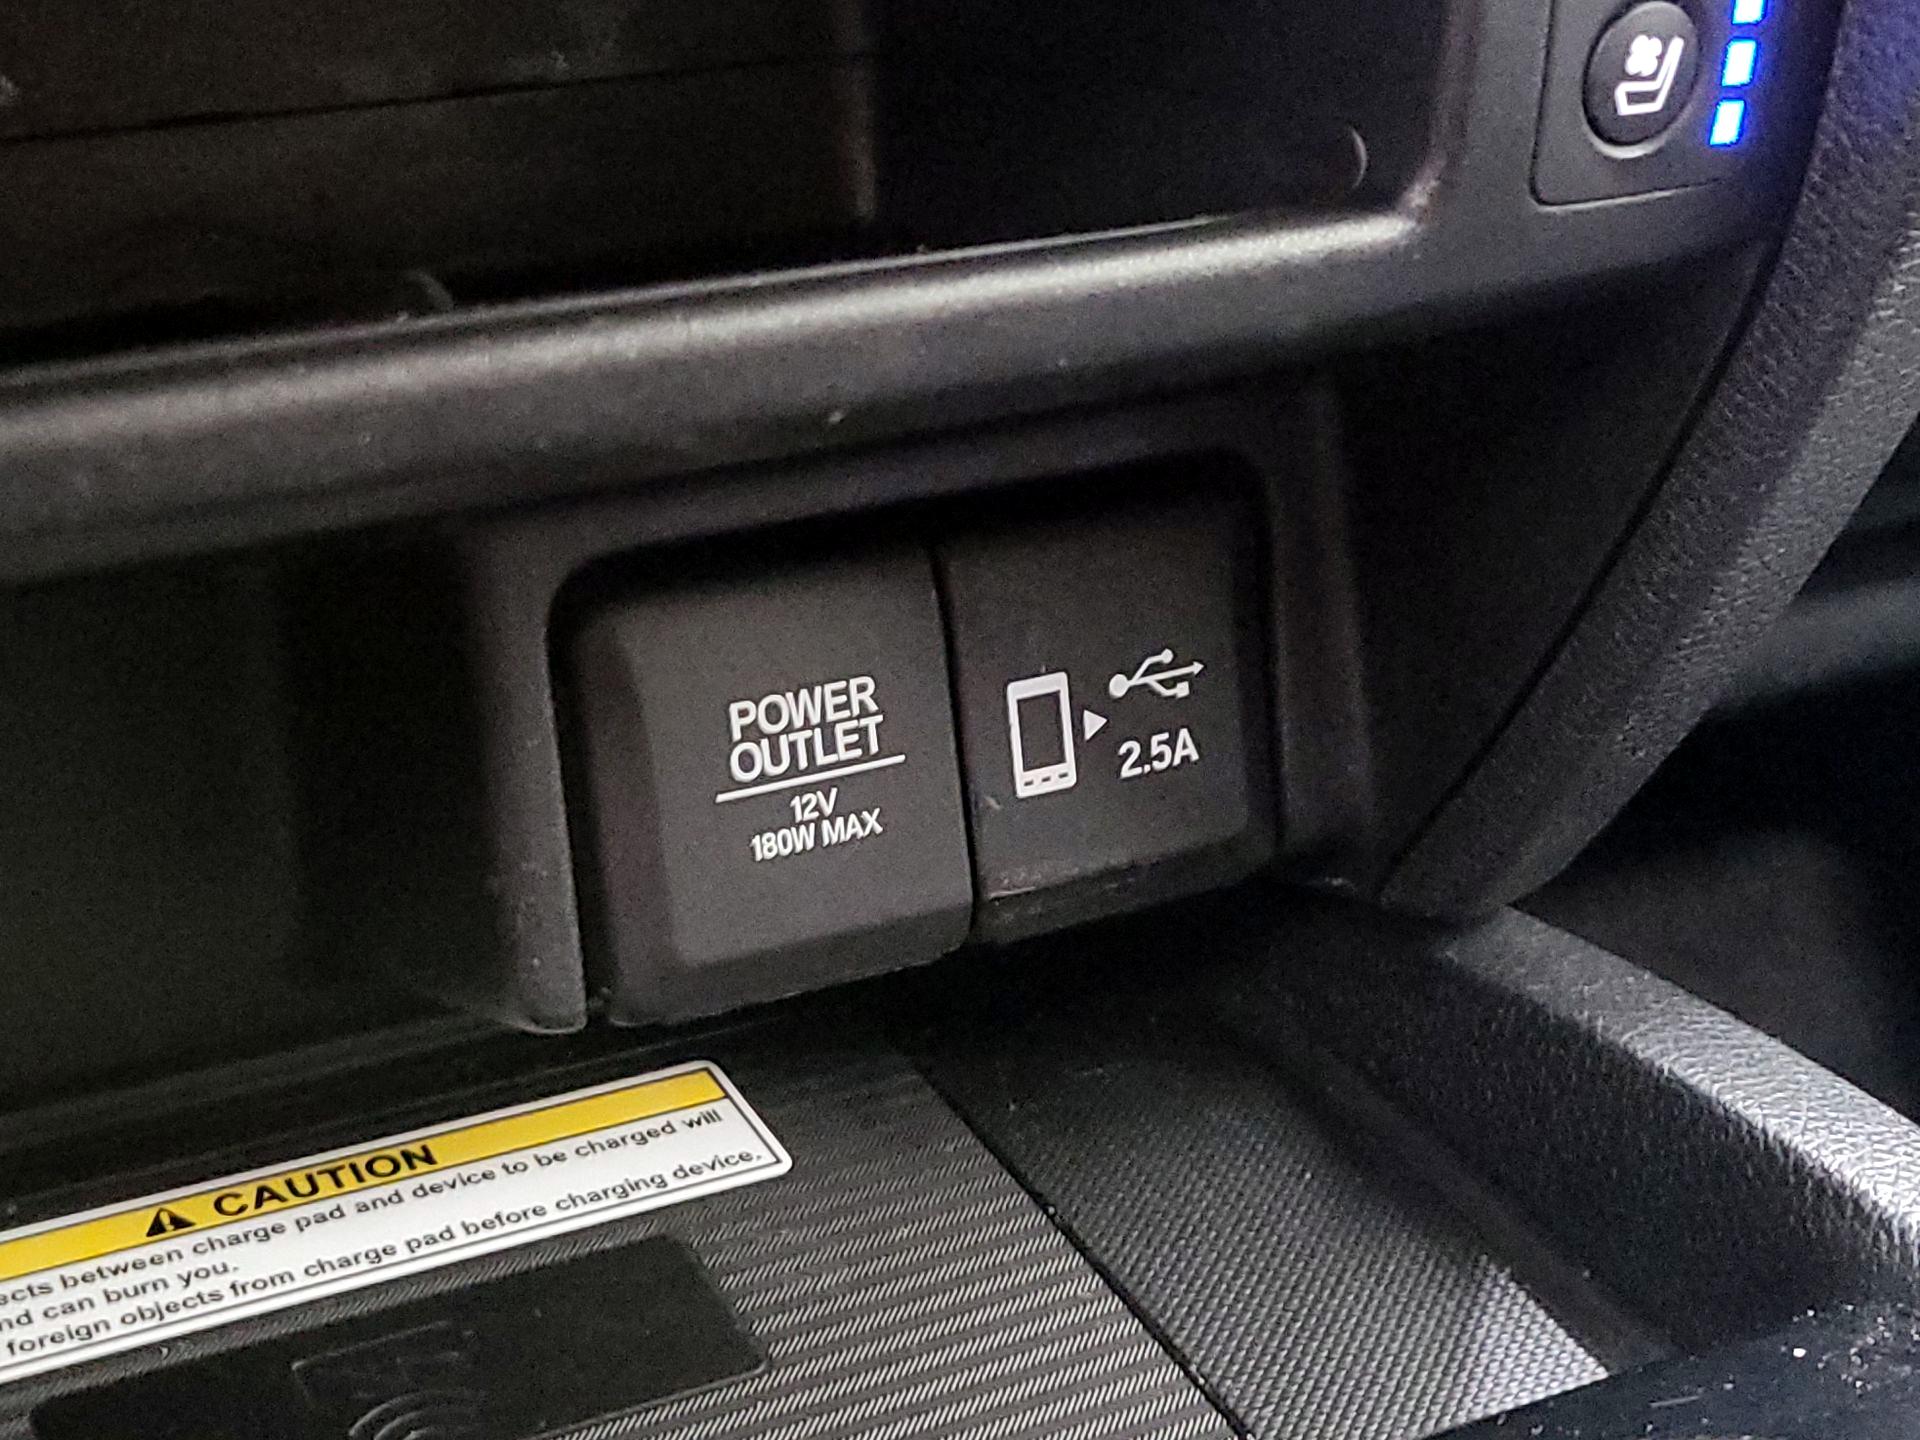 POWER
OUTLET
12V
180W MAX
2.5A
CAUTION
between charge pad and device to be charged will
can burn you.
foreign objects from charge pad before charging device.